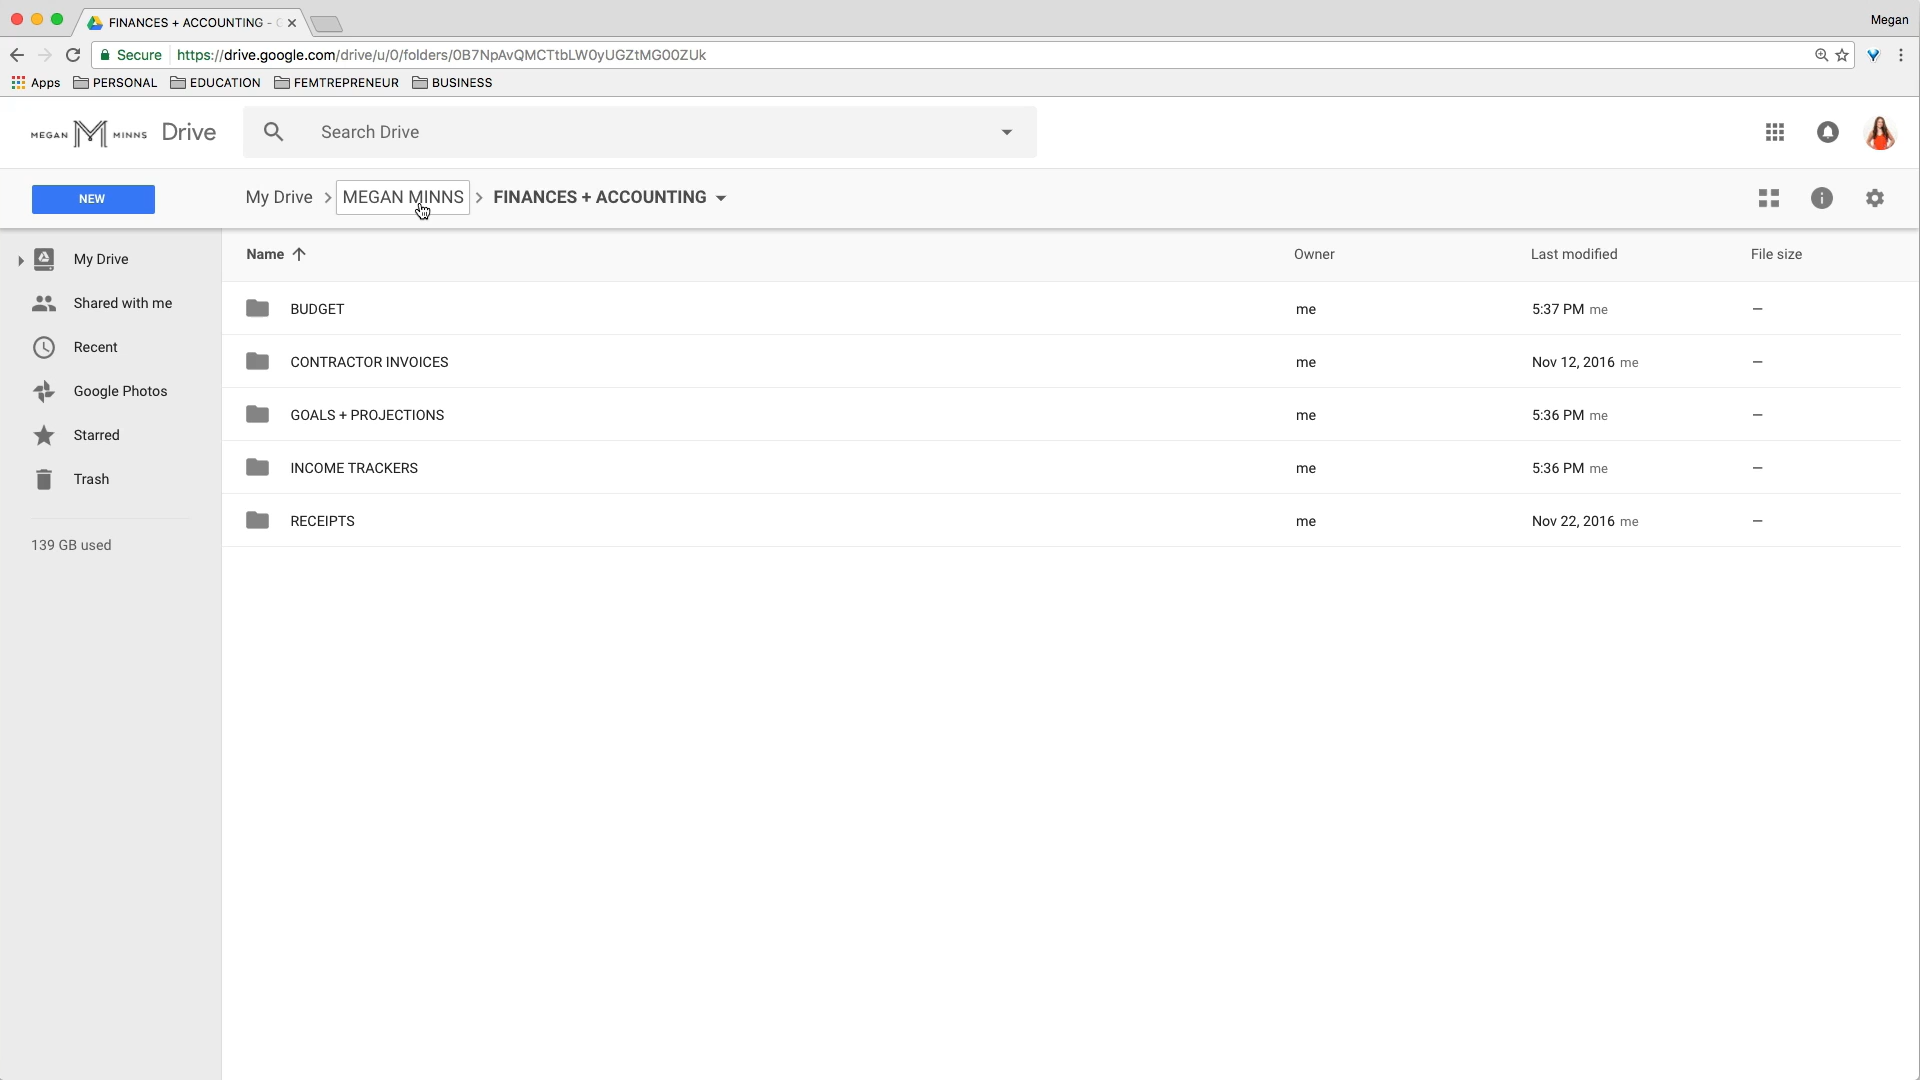 FINANCES + ACCOUNTING -
Megan
Secure https://drive.google.com/drive/u/0/folders/0B7NpAvQMCTtbLW0yUGZtMG00ZUk
Apps PERSONAL EDUCATION FEMTREPRENEUR BUSINESS
MEGAN M MINNS Drive Search Drive
NEW My Drive > MEGAN MINNS > FINANCES + ACCOUNTING
My Drive
Shared with me
Recent
Google Photos
Starred
Trash
139 GB used
Name Owner Last modified File size
BUDGET me 5:37 PM me –
CONTRACTOR INVOICES me Nov 12, 2016 me –
GOALS + PROJECTIONS me 5:36 PM me –
INCOME TRACKERS me 5:36 PM me –
RECEIPTS me Nov 22, 2016 me –